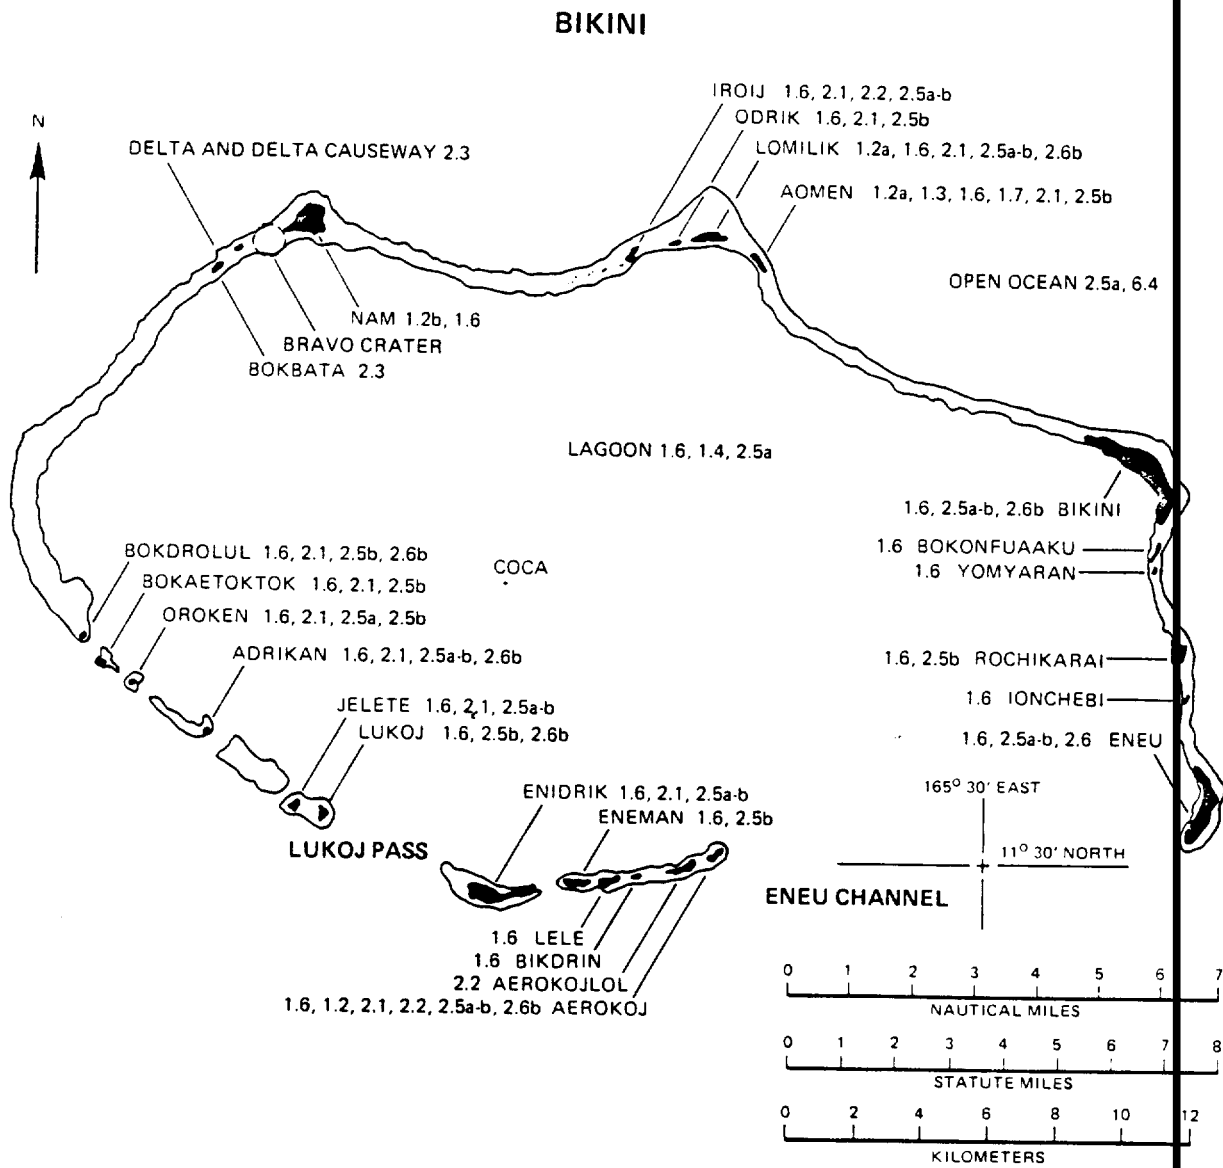 BIKINI
IROIJ 1.6, 2.1, 2.2, 2.5a-b
ODRIK 1.6, 2.1, 2.5b
N
DELTA AND DELTA CAUSEWAY 2.3
LOMILIK 1.2a, 1.6, 2.1, 2.5a-b, 2.6b
AOMEN 1.2a, 1.3, 1.6, 1.7, 2.1, 2.5b
OPEN OCEAN 2.5a, 6.4
NAM 1.2b, 1.6
BRAVO CRATER
BOKBATA 2.3
LAGOON 1.6, 1.4, 2.5a
1.6, 2.5a-b, 2.6b BIKINI
1.6 BOKONFUAAKU
1.6 YOMYARAN
BOKDROLUL 1.6, 2.1, 2.5b, 2.6b
COCA
BOKAETOKTOK 1.6, 2.1, 2.5b
OROKEN 1.6, 2.1, 2.5a, 2.5b
ADRIKAN 1.6, 2.1, 2.5a-b, 2.6b
1.6, 2.5b ROCHIKARAI
JELETE 1.6, 2.1, 2.5a-b
1.6 IONCHEBI
LUKOJ 1.6, 2.5b, 2.6b
1.6, 2.5a-b, 2.6 ENEU
ENIDRIK 1.6, 2.1, 2.5a-b
165° 30' EAST
ENEMAN 1.6, 2.5b
LUKOJ PASS
11° 30' NORTH
ENEU CHANNEL
1.6 LELE
1.6 BIKDRIN
2.2 AEROKOJLOL
1.6, 1.2, 2.1, 2.2, 2.5a-b, 2.6b AEROKOJ
0 1 2 3 4 5 6 7
NAUTICAL MILES
0 1 2 3 4 5 6 7 8
STATUTE MILES
0 2 4 6 8 10 12
KILOMETERS